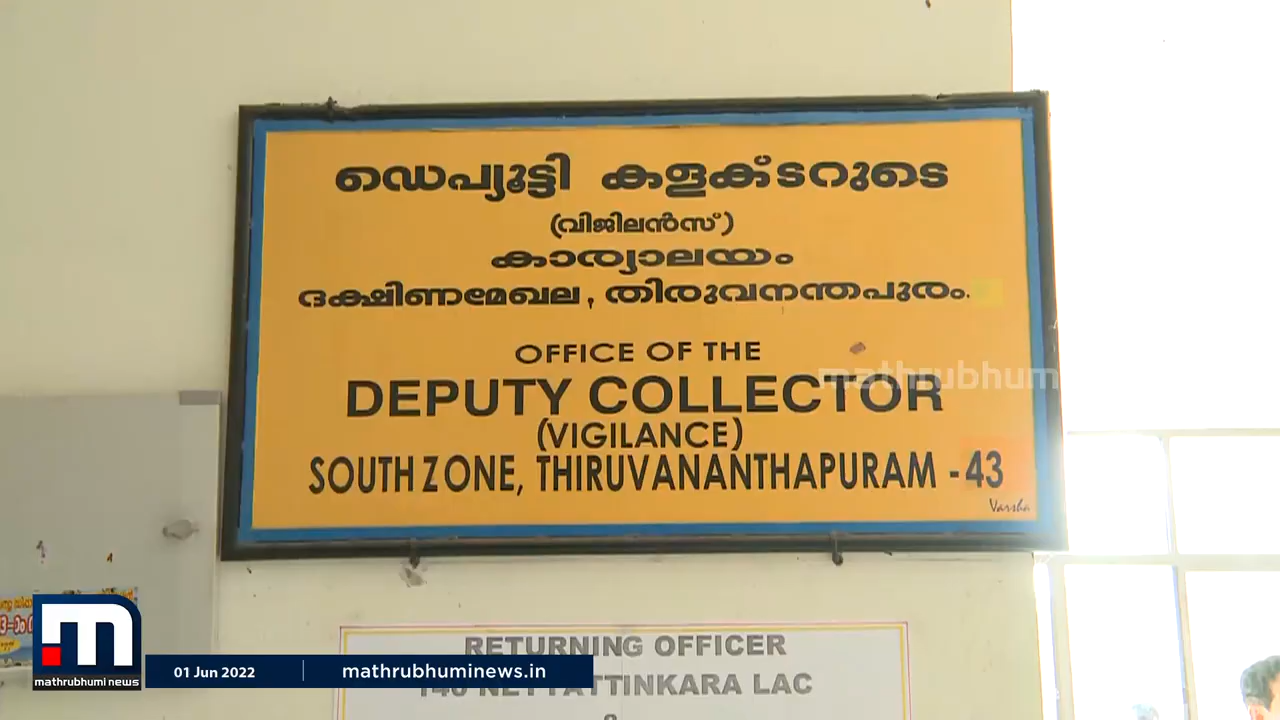 ഡെപ്യൂട്ടി കളക്ടറുടെ
(വിജിലൻസ്)
കാര്യാലയം
ദക്ഷിണമേഖല, തിരുവനന്തപുരം.
OFFICE OF THE
DEPUTY COLLECTOR
(VIGILANCE)
SOUTH ZONE, THIRUVANANTHAPURAM - 43
Varsha
mathrubhum
RETURNING OFFICER
140 NEYYATTINKARA LAC
&
mathrubhumi news
01 Jun 2022
mathrubhuminews.in